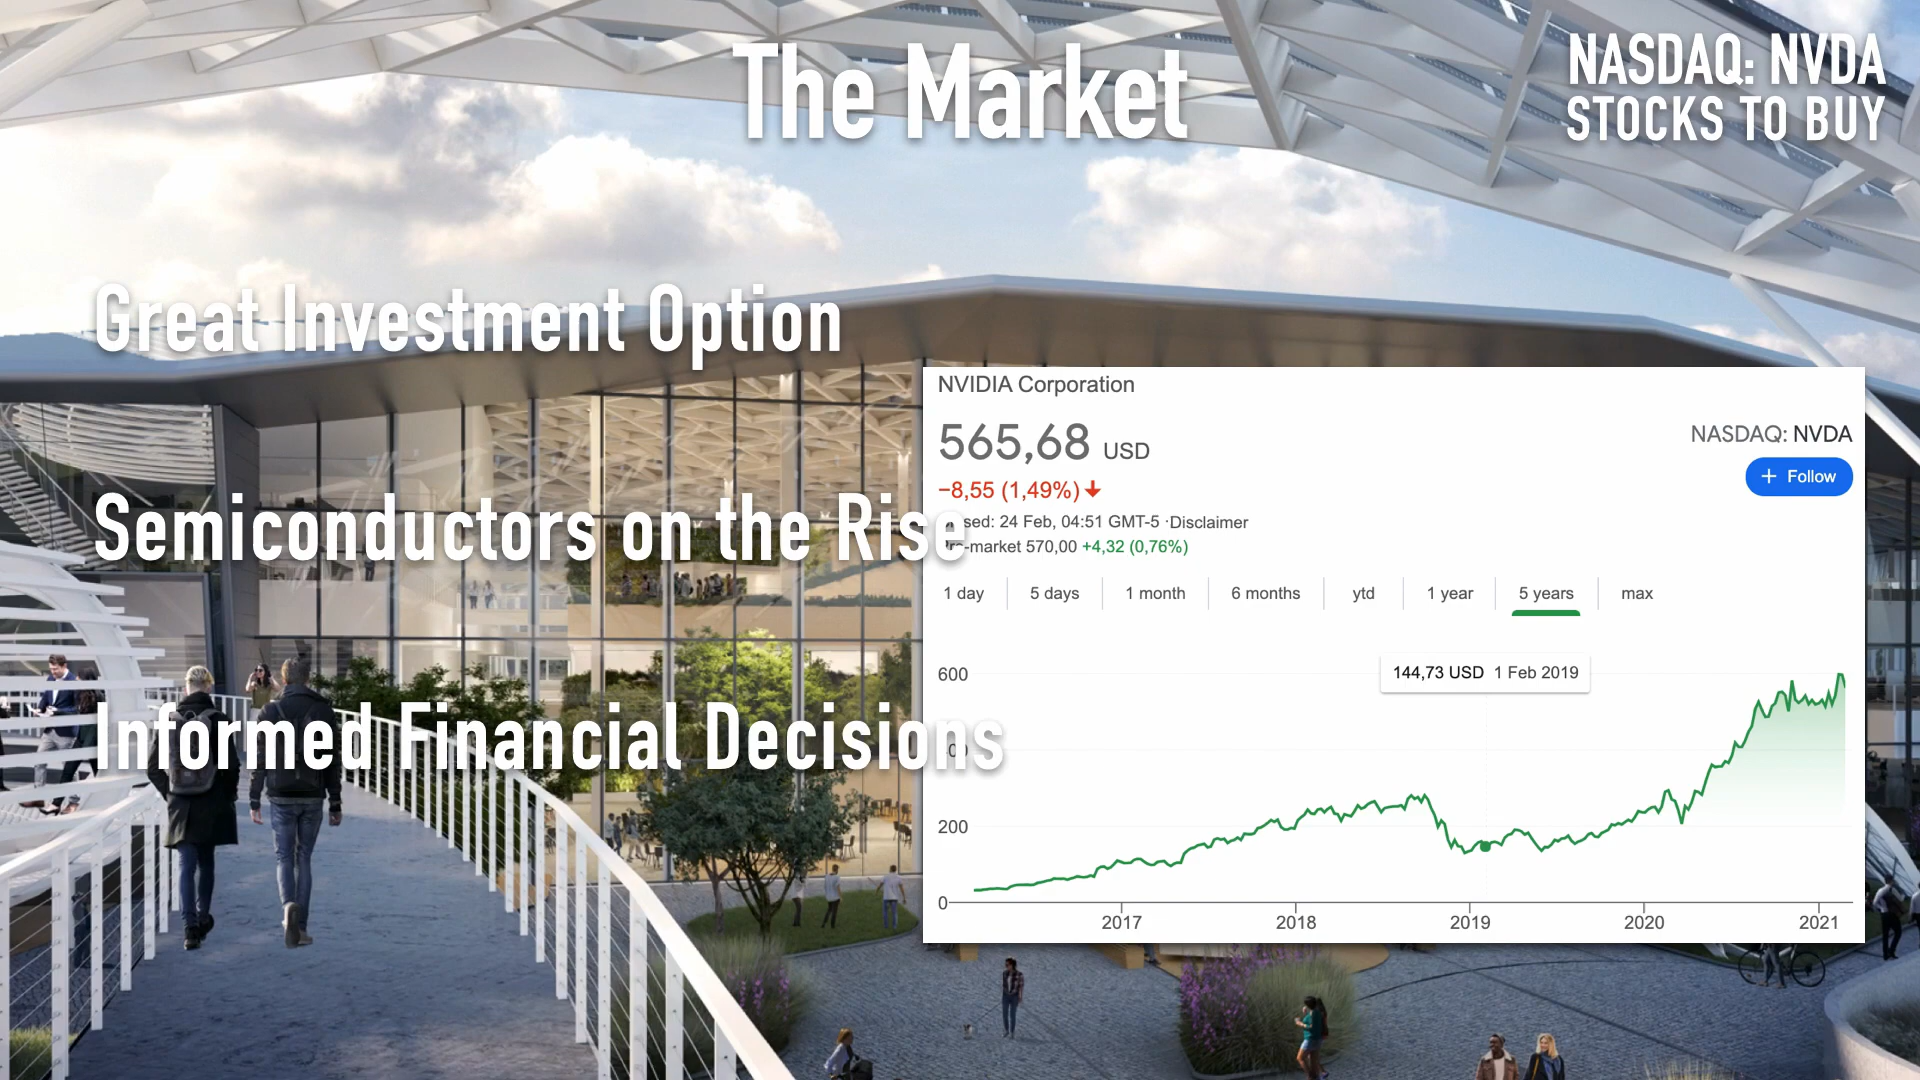 The Market
NASDAQ: NVDA
STOCKS TO BUY
Great Investment Option
Semiconductors on the Rise
Informed Financial Decisions
NVIDIA Corporation
565,68 USD
NASDAQ: NVDA
+ Follow
−8,55 (1,49%)
sed: 24 Feb, 04:51 GMT-5 · Disclaimer
Pre-market 570,00 +4,32 (0,76%)
1 day 5 days 1 month 6 months ytd 1 year 5 years max
144,73 USD 1 Feb 2019
600
200
0
2017 2018 2019 2020 2021